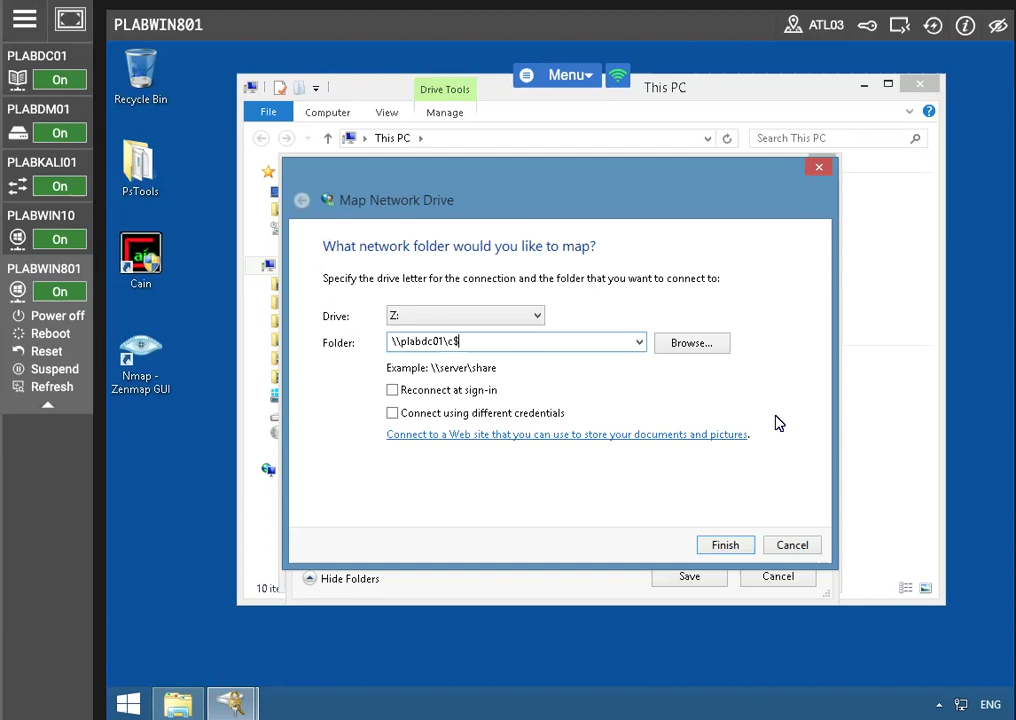 PLABWIN801
ATL03
PLABDC01
On
PLABDM01
On
PLABKALI01
On
PLABWIN10
On
PLABWIN801
On
Power off
Reboot
Reset
Suspend
Refresh
Recycle Bin
PsTools
Cain
Nmap -
Zenmap GUI
Drive Tools
Menu
This PC
File
Computer
View
Manage
This PC
Search This PC
Map Network Drive
What network folder would you like to map?
Specify the drive letter for the connection and the folder that you want to connect to:
Drive:
Z:
Folder:
\\plabdc01\c$
Browse...
Example: \\server\share
Reconnect at sign-in
Connect using different credentials
Connect to a Web site that you can use to store your documents and pictures.
Finish
Cancel
10 ite
Hide Folders
Save
Cancel
ENG